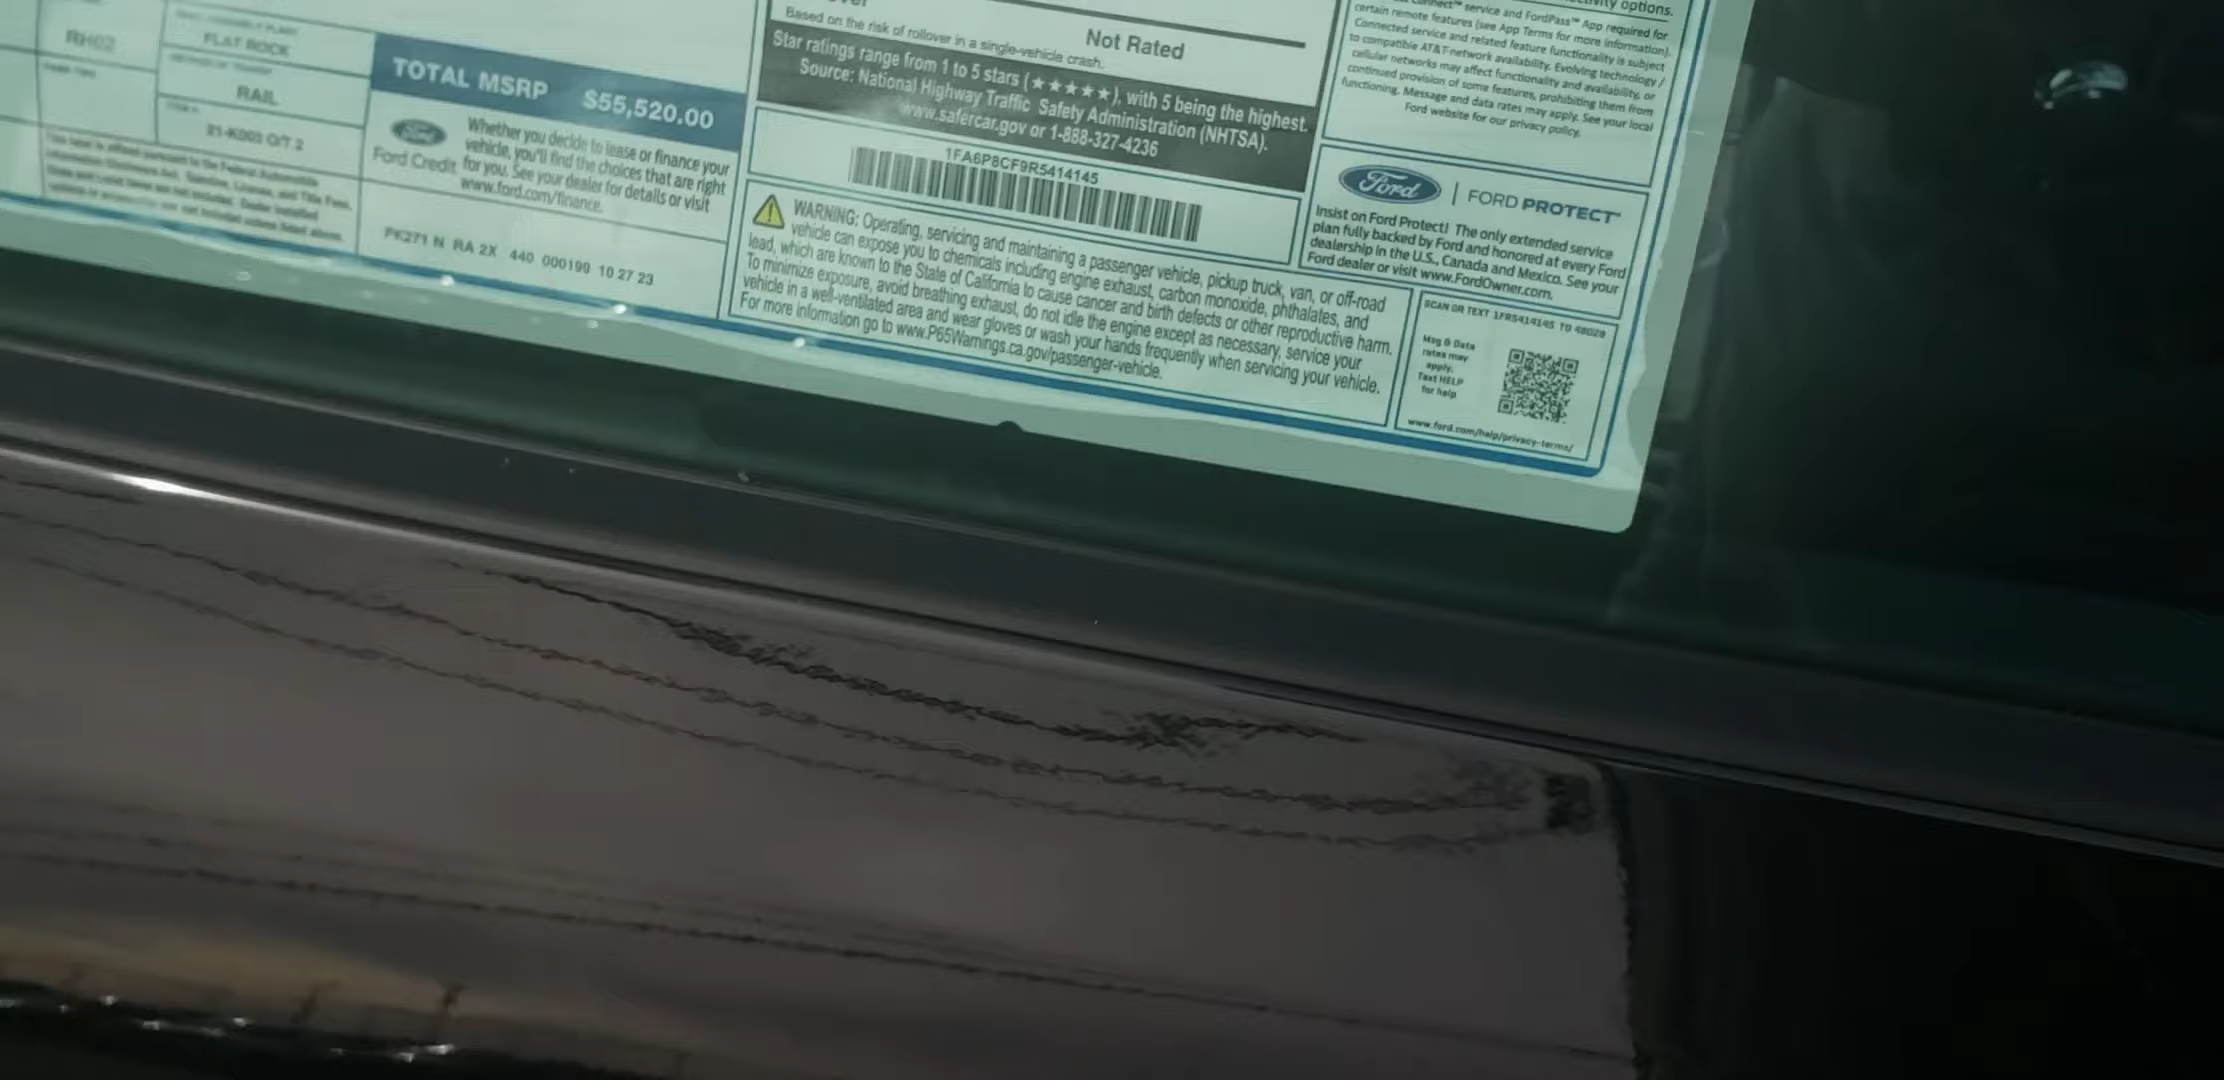 RH02
FLAT ROCK
RAIL
21-K003 O/T 2
TOTAL MSRP $55,520.00
Ford
Ford Credit
Whether you decide to lease or finance your
vehicle, you'll find the choices that are right
for you. See your dealer for details or visit
www.ford.com/finance.
PK271 N RA 2X 440 000190 10 27 23
Not Rated
Based on the risk of rollover in a single-vehicle crash.
Star ratings range from 1 to 5 stars (★★★★★), with 5 being the highest.
Source: National Highway Traffic Safety Administration (NHTSA).
www.safercar.gov or 1-888-327-4236
1FA6P8CF9R5414145
WARNING: Operating, servicing and maintaining a passenger vehicle, pickup truck, van, or off-road
vehicle can expose you to chemicals including engine exhaust, carbon monoxide, phthalates, and
lead, which are known to the State of California to cause cancer and birth defects or other reproductive harm.
To minimize exposure, avoid breathing exhaust, do not idle the engine except as necessary, service your
vehicle in a well-ventilated area and wear gloves or wash your hands frequently when servicing your vehicle.
For more information go to www.P65Warnings.ca.gov/passenger-vehicle.
options.
service and FordPass™ App required for
certain remote features (see App Terms for more information).
Connected service and related feature functionality is subject
to compatible AT&T network availability. Evolving technology /
cellular networks may affect functionality and availability, or
continued provision of some features, prohibiting them from
functioning. Message and data rates may apply. See your local
Ford website for our privacy policy.
Ford | FORD PROTECT
Insist on Ford Protect! The only extended service
plan fully backed by Ford and honored at every Ford
dealership in the U.S., Canada and Mexico. See your
Ford dealer or visit www.FordOwner.com.
SCAN OR TEXT 1FR5414145 TO 48028
Msg & Data
rates may
apply.
Text HELP
for help
www.ford.com/help/privacy-terms/